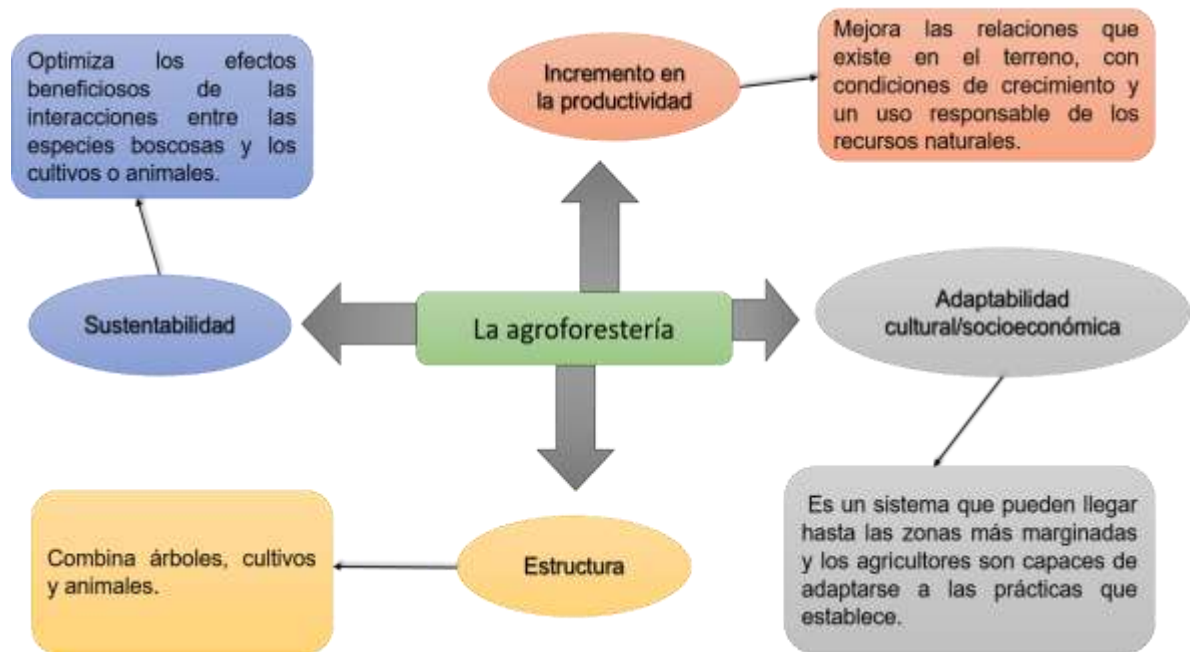 Optimiza los efectos
beneficiosos de las
interacciones entre las
especies boscosas y los
cultivos o animales.
Incremento en
la productividad
Mejora las relaciones que
existe en el terreno, con
condiciones de crecimiento y
un uso responsable de los
recursos naturales.
Sustentabilidad
La agroforestería
Adaptabilidad
cultural/socioeconómica
Combina árboles, cultivos
y animales.
Estructura
Es un sistema que pueden llegar
hasta las zonas más marginadas
y los agricultores son capaces de
adaptarse a las prácticas que
establece.